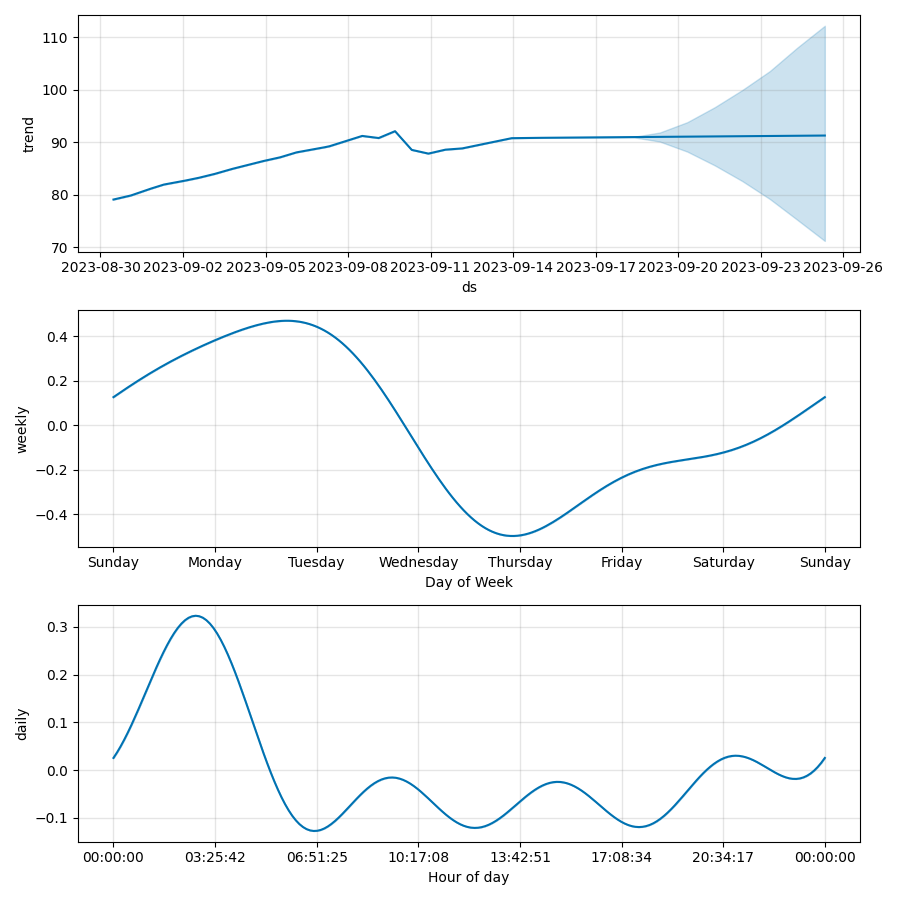 110
100
90
80
70
trend
2023-08-30 2023-09-02 2023-09-05 2023-09-08 2023-09-11 2023-09-14 2023-09-17 2023-09-20 2023-09-23 2023-09-26
ds
0.4
0.2
0.0
−0.2
−0.4
weekly
Sunday Monday Tuesday Wednesday Thursday Friday Saturday Sunday
Day of Week
0.3
0.2
0.1
0.0
−0.1
daily
00:00:00 03:25:42 06:51:25 10:17:08 13:42:51 17:08:34 20:34:17 00:00:00
Hour of day